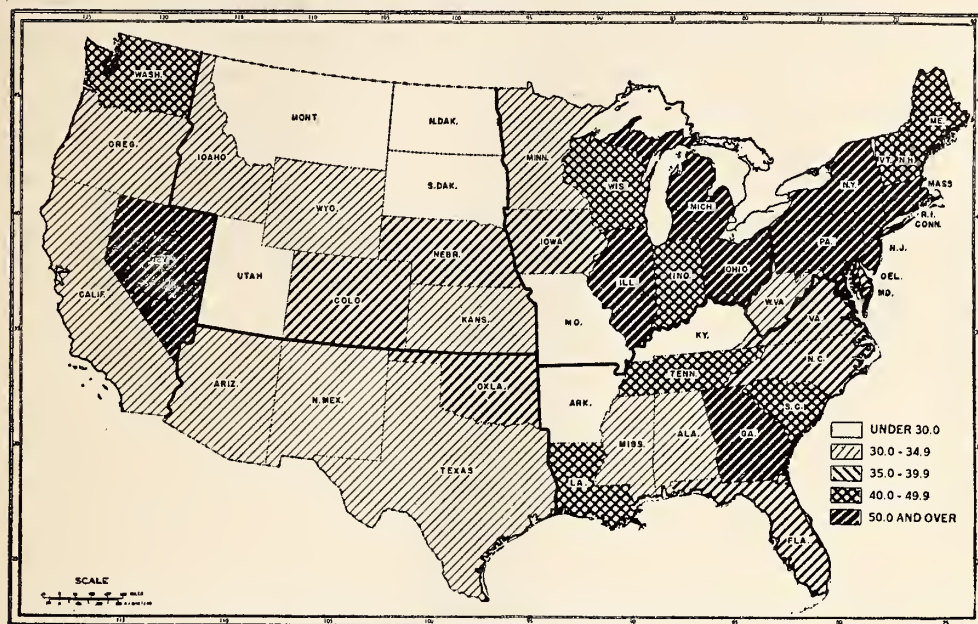 WASH.
MONT
N.DAK.
MINN.
ME.
OREG.
IDAHO
S.DAK.
WIS
VT.
N.H.
N.Y.
MASS
WYO.
MICH
R.I.
CONN.
NEBR.
IOWA
PA.
N.J.
NEV.
UTAH
ILL
IND.
OHIO
DEL.
MD.
CALIF.
COLO
KANS.
MO.
W.VA
VA.
KY.
N.C.
TENN.
ARIZ.
N.MEX.
OKLA.
ARK.
S.C.
MISS.
ALA.
GA.
TEXAS
LA.
FLA.
UNDER 30.0
30.0 - 34.9
35.0 - 39.9
40.0 - 49.9
50.0 AND OVER
SCALE